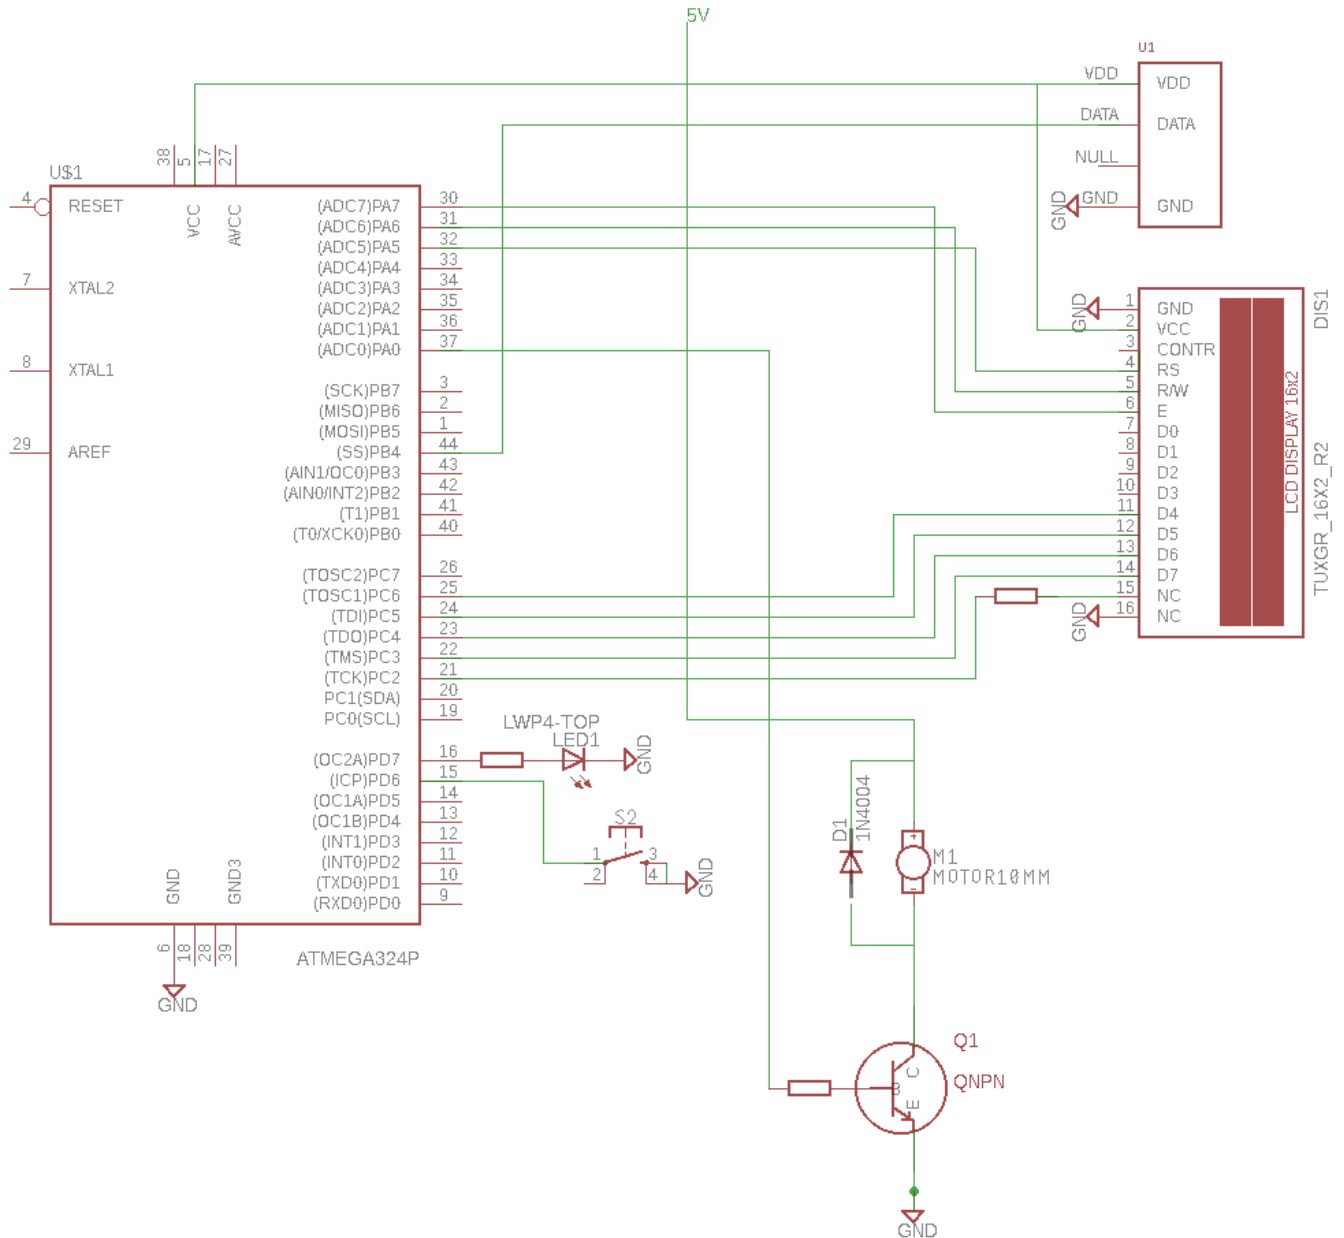 5V
U1
VDD
VDD
DATA
DATA
NULL
GND
GND
GND
U$1
38
5
17
27
4
RESET
VCC
AVCC
7
XTAL2
8
XTAL1
29
AREF
(ADC7)PA7 30
(ADC6)PA6 31
(ADC5)PA5 32
(ADC4)PA4 33
(ADC3)PA3 34
(ADC2)PA2 35
(ADC1)PA1 36
(ADC0)PA0 37
(SCK)PB7 3
(MISO)PB6 2
(MOSI)PB5 1
(SS)PB4 44
(AIN1/OC0)PB3 43
(AIN0/INT2)PB2 42
(T1)PB1 41
(T0/XCK0)PB0 40
(TOSC2)PC7 26
(TOSC1)PC6 25
(TDI)PC5 24
(TDO)PC4 23
(TMS)PC3 22
(TCK)PC2 21
PC1(SDA) 20
PC0(SCL) 19
(OC2A)PD7 16
(ICP)PD6 15
(OC1A)PD5 14
(OC1B)PD4 13
(INT1)PD3 12
(INT0)PD2 11
(TXD0)PD1 10
(RXD0)PD0 9
GND
GND3
6
18
28
39
GND
ATMEGA324P
DIS1
GND
1 GND
2 VCC
3 CONTR
4 RS
5 R/W
6 E
7 D0
8 D1
9 D2
10 D3
11 D4
12 D5
13 D6
14 D7
15 NC
16 NC
GND
LCD DISPLAY 16x2
TUXGR_16X2_R2
LWP4-TOP
LED1
GND
S2
1
3
2
4
GND
D1
1N4004
+
M1
MOTOR10MM
-
Q1
QNPN
C
B
E
GND